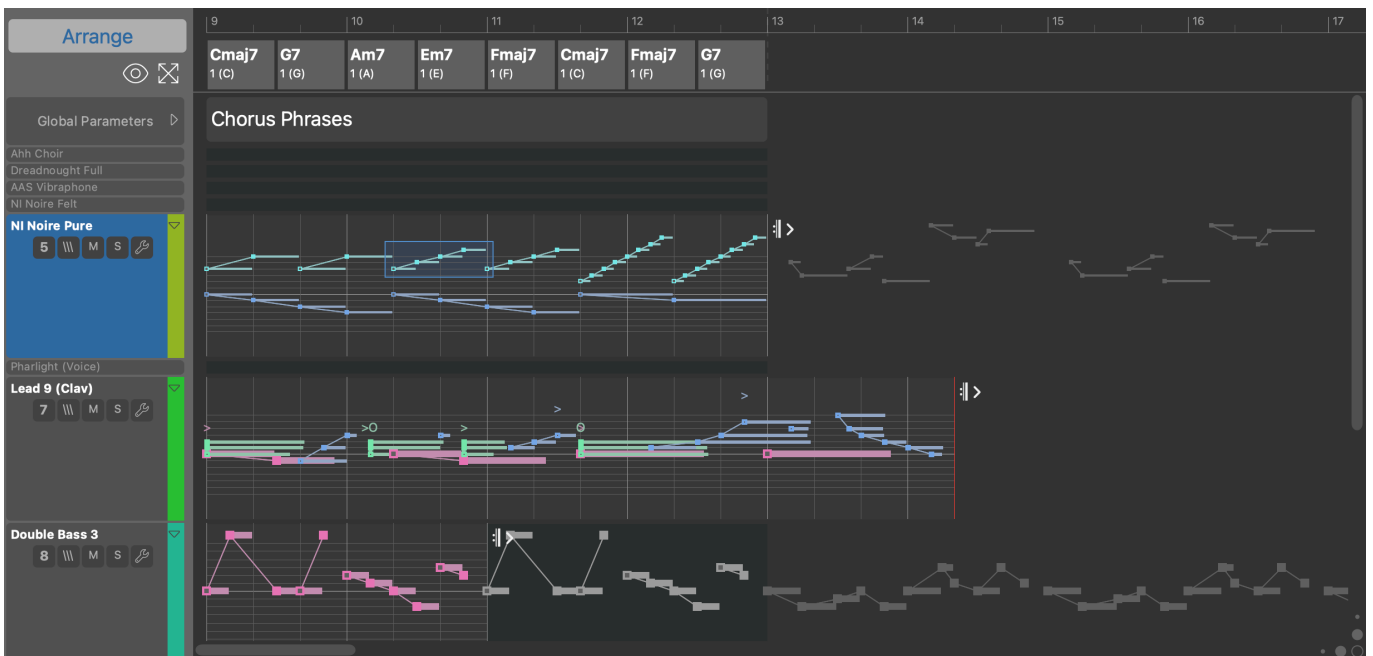 Arrange
9 10 11 12 13 14 15 16 17
Cmaj7 G7 Am7 Em7 Fmaj7 Cmaj7 Fmaj7 G7
1 (C) 1 (G) 1 (A) 1 (E) 1 (F) 1 (C) 1 (F) 1 (G)
Global Parameters
Chorus Phrases
Ahh Choir
Dreadnought Full
AAS Vibraphone
NI Noire Felt
NI Noire Pure
5 M S
Pharlight (Voice)
Lead 9 (Clav)
7 M S
Double Bass 3
8 M S